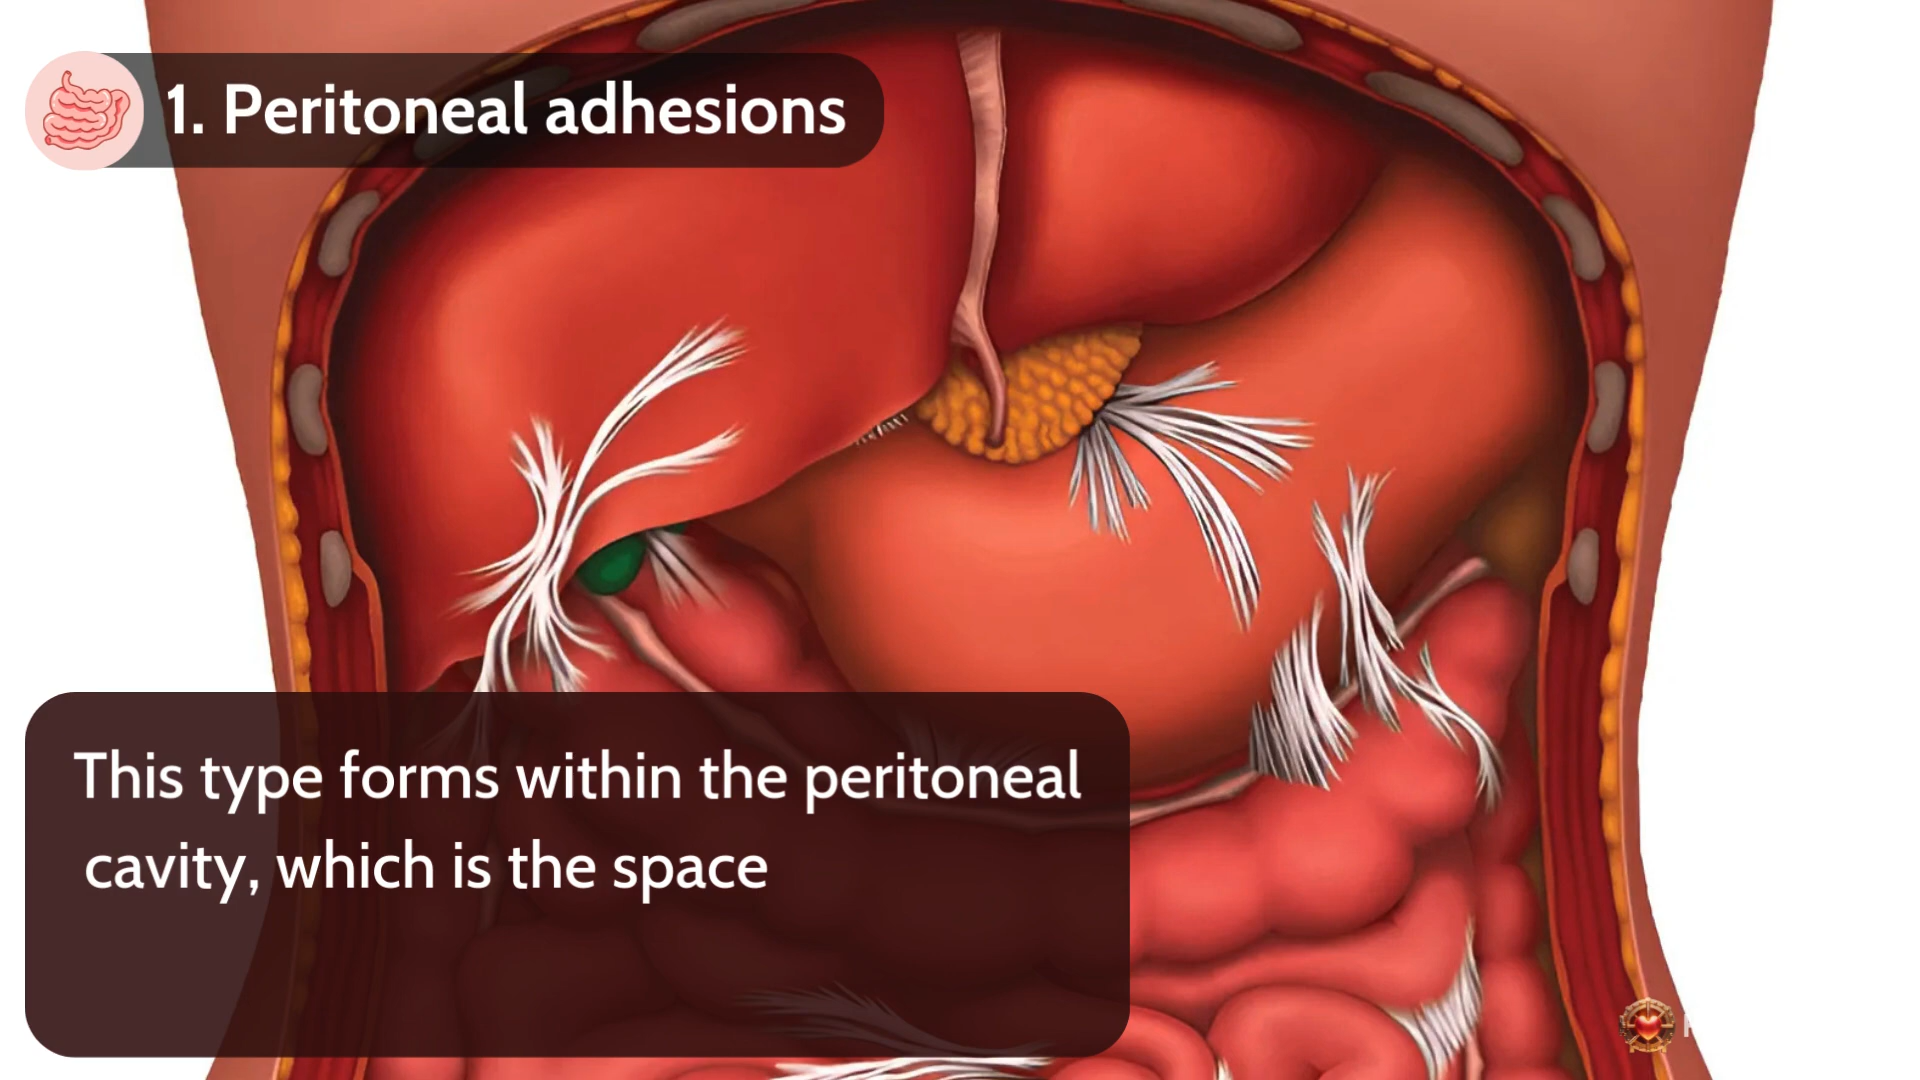 1. Peritoneal adhesions
This type forms within the peritoneal
cavity, which is the space